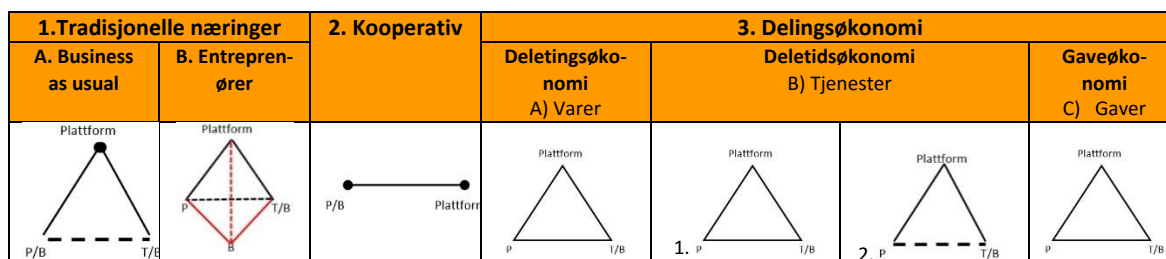 1.Tradisjonelle næringer
2. Kooperativ
3. Delingsøkonomi
A. Business
as usual
B. Entrepren-
ører
Deletingsøko-
nomi
A) Varer
Deletidsøkonomi
B) Tjenester
Gaveøko-
nomi
C) Gaver
Plattform
P/B
T/B
Plattform
P
T/B
B
P/B
Plattform
Plattform
P
T/B
Plattform
1. P
T/B
Plattform
2. P
T/B
Plattform
P
T/B